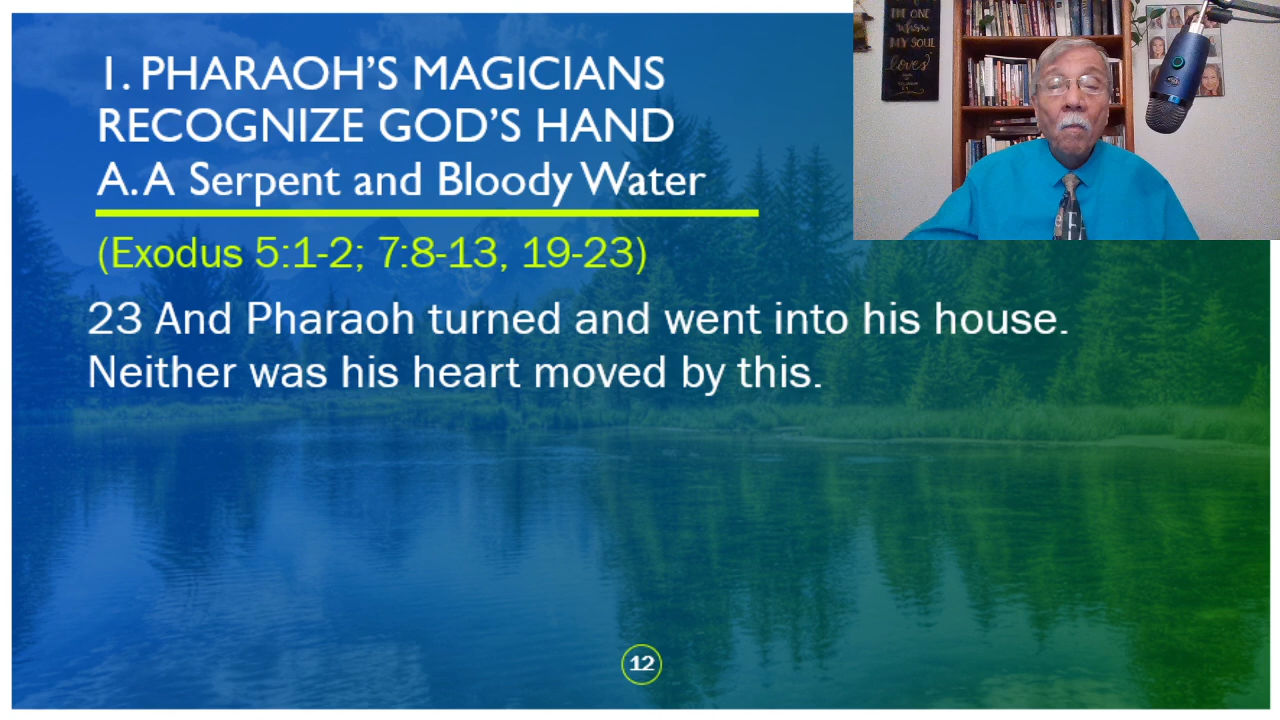 1. PHARAOH'S MAGICIANS
RECOGNIZE GOD'S HAND
A. A Serpent and Bloody Water
(Exodus 5:1-2; 7:8-13, 19-23)
23 And Pharaoh turned and went into his house.
Neither was his heart moved by this.
12
THE ONE
whom
MY SOUL
loves